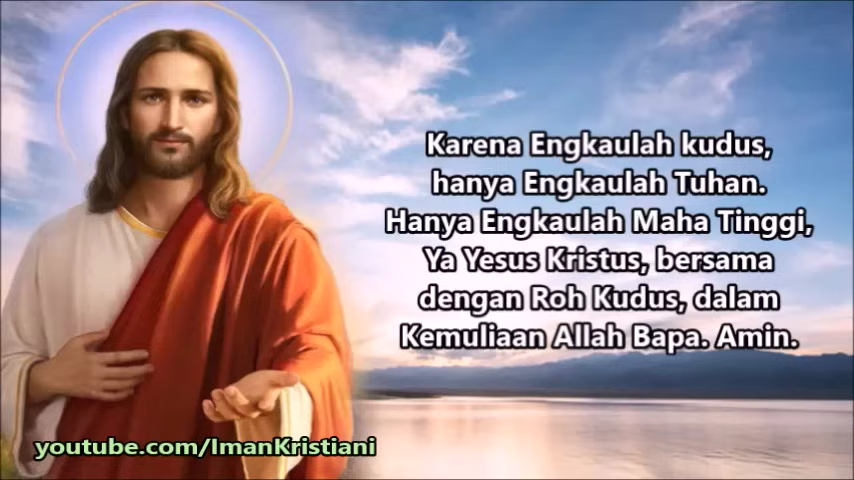 Karena Engkaulah kudus,
hanya Engkaulah Tuhan.
Hanya Engkaulah Maha Tinggi,
Ya Yesus Kristus, bersama
dengan Roh Kudus, dalam
Kemuliaan Allah Bapa. Amin.
youtube.com/ImanKristiani